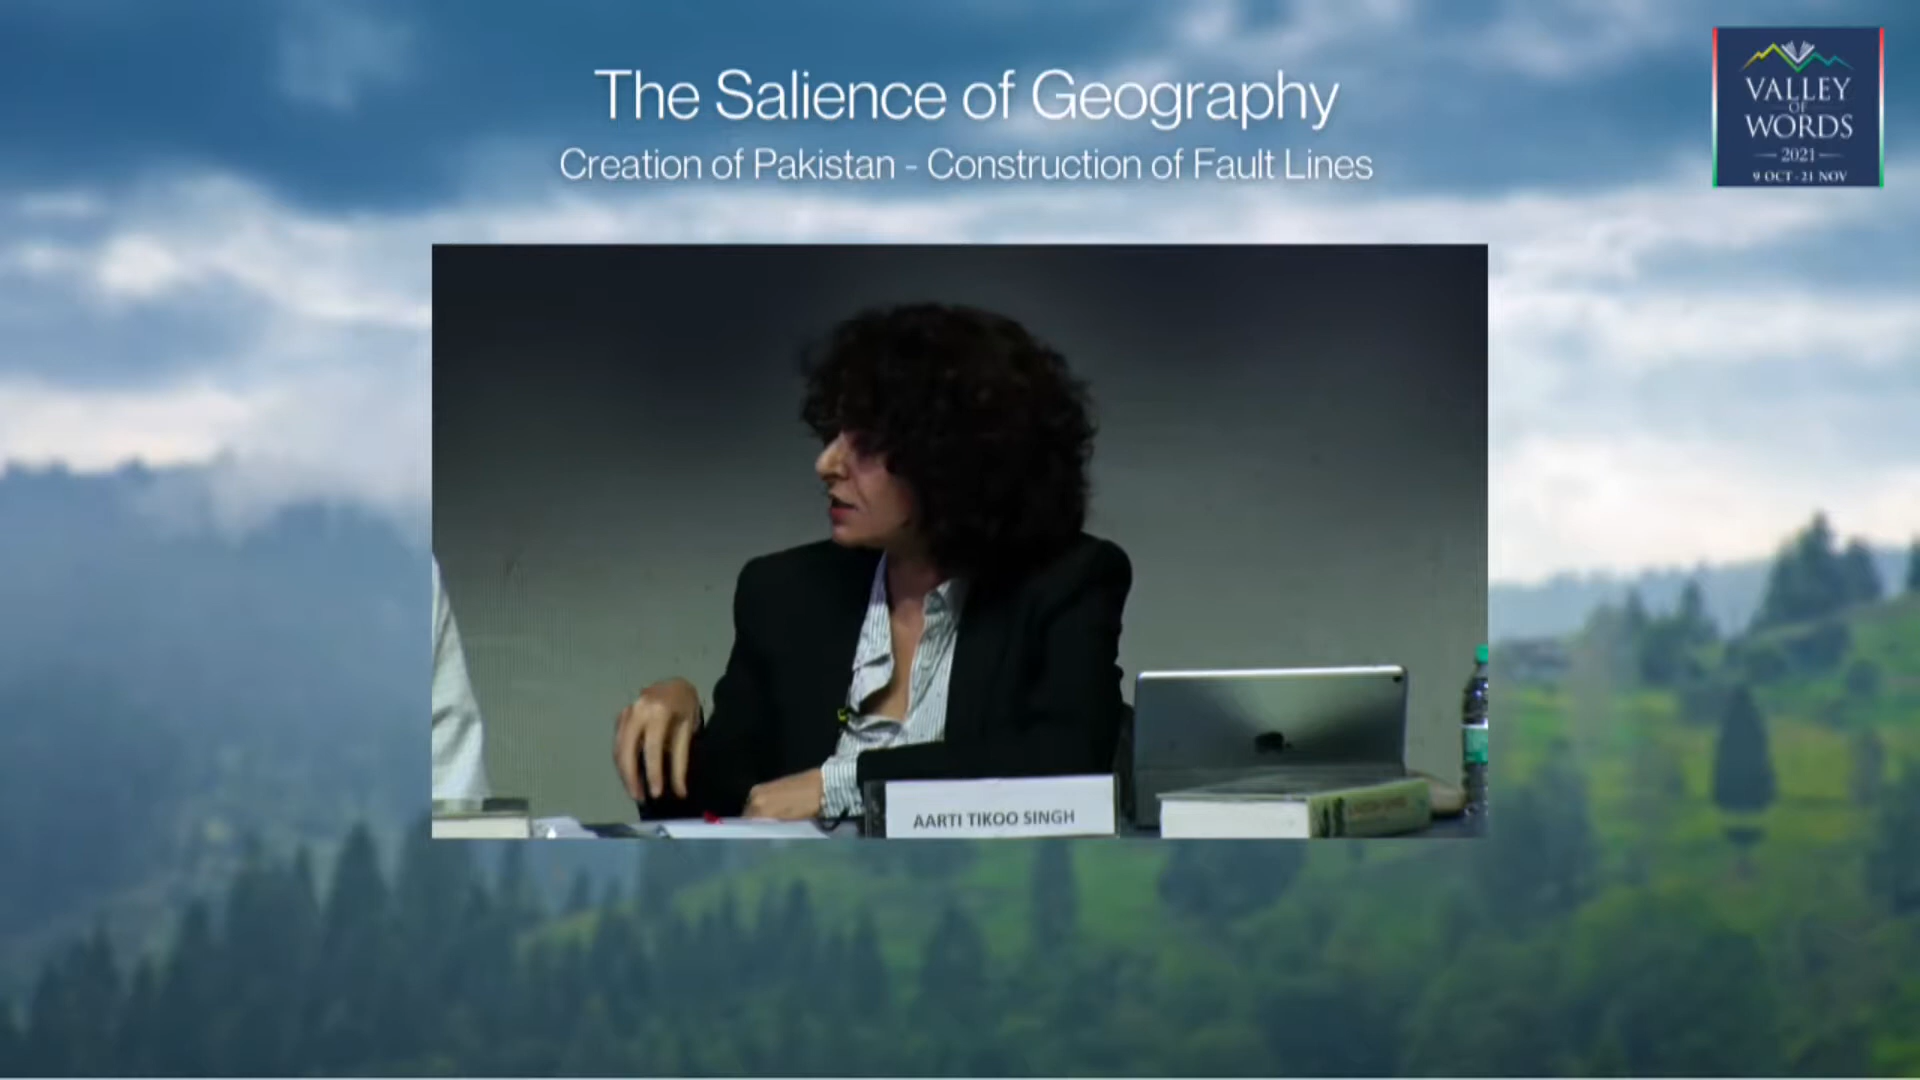 The Salience of Geography
Creation of Pakistan - Construction of Fault Lines
VALLEY
OF
WORDS
2021
9 OCT - 21 NOV
AARTI TIKOO SINGH